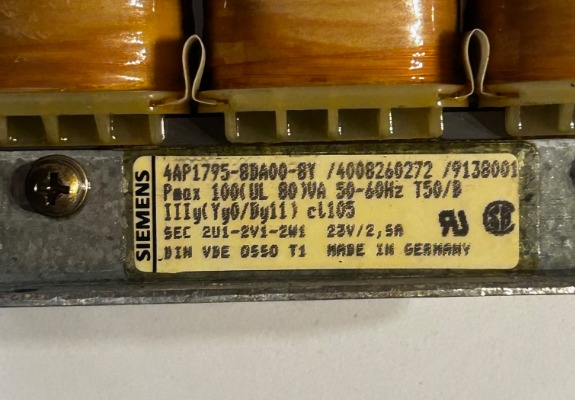 SIEMENS
4AP1795-8DA00-8Y /4008260272 /9138001
Pmax 100(UL 80)VA 50-60Hz T50/B
IIIy(Yy0/Dy11) cl105
SEC 2U1-2V1-2W1 23V/2,5A
DIN VDE 0550 T1 MADE IN GERMANY